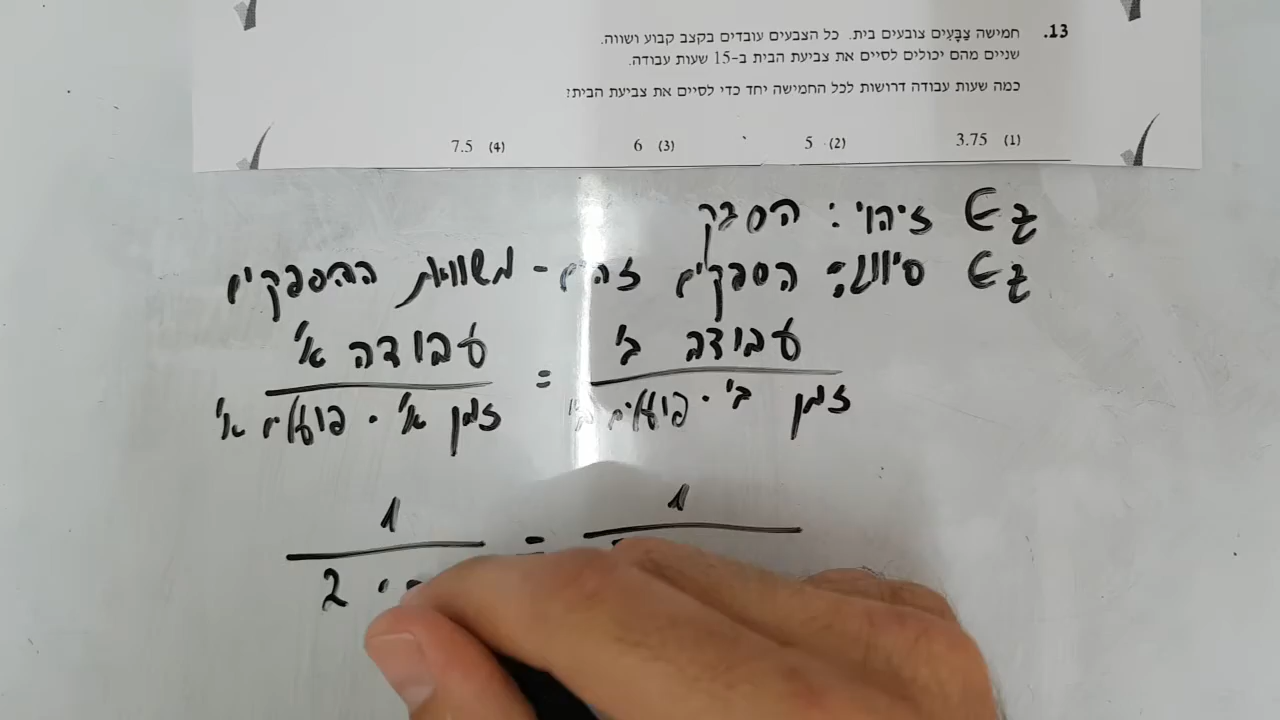 13. חמישה צַבָּעִים צובעים בית. כל הצבעים עובדים בקצב קבוע ושווה.
שניים מהם יכולים לסיים את צביעת הבית ב-15 שעות עבודה.
כמה שעות עבודה דרושות לכל החמישה יחד כדי לסיים את צביעת הבית?
(1) 3.75 (2) 5 (3) 6 (4) 7.5
זיהוי: הספק
סיווג: הספקים זהים - משוואת ההספקים
עבודה א' = עבודה ב'
זמן א' · פועלים א' זמן ב' · פועלים ב'
1 = 1
2 ·